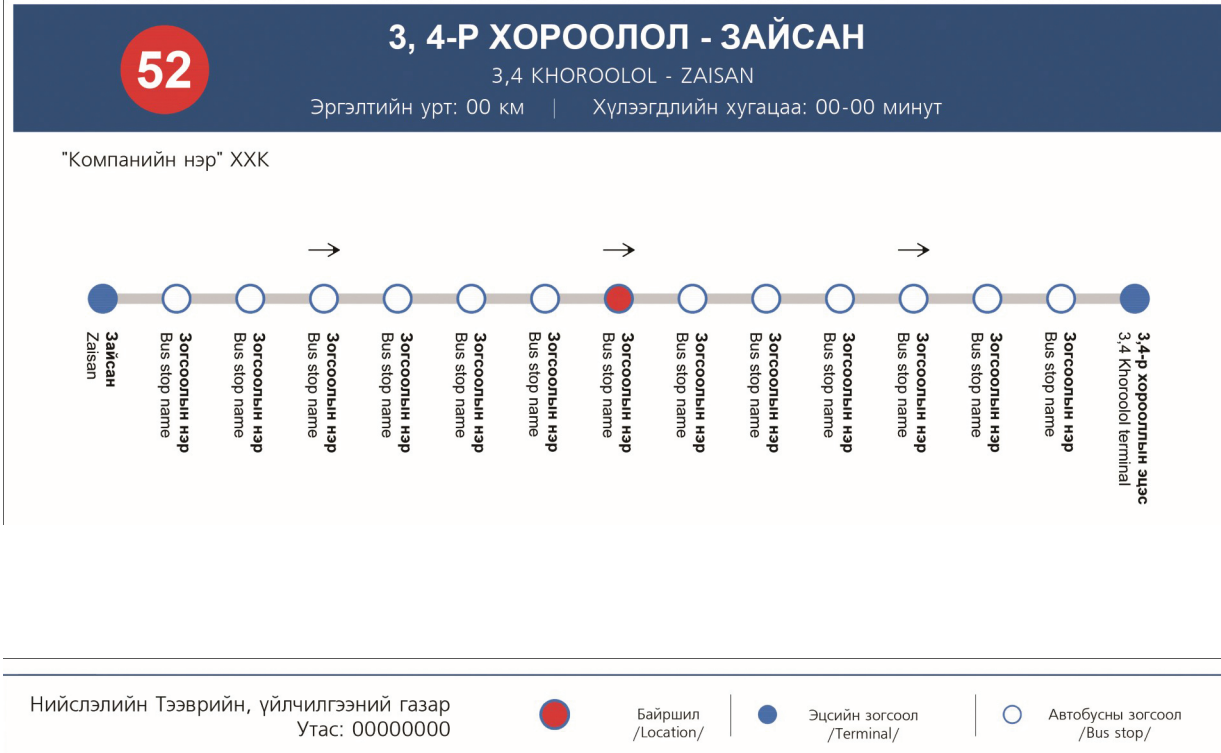 52
3, 4-Р ХОРООЛОЛ - ЗАЙСАН
3,4 KHOROOLOL - ZAISAN
Эргэлтийн урт: 00 км | Хүлээгдлийн хугацаа: 00-00 минут
"Компанийн нэр" ХХК
Зайсан
Zaisan
Зогсоолын нэр
Bus stop name
Зогсоолын нэр
Bus stop name
Зогсоолын нэр
Bus stop name
Зогсоолын нэр
Bus stop name
Зогсоолын нэр
Bus stop name
Зогсоолын нэр
Bus stop name
Зогсоолын нэр
Bus stop name
Зогсоолын нэр
Bus stop name
Зогсоолын нэр
Bus stop name
Зогсоолын нэр
Bus stop name
Зогсоолын нэр
Bus stop name
Зогсоолын нэр
Bus stop name
Зогсоолын нэр
Bus stop name
3,4-р хорооллын эцэс
3,4 Khoroolol terminal
Нийслэлийн Тээврийн, үйлчилгээний газар
Утас: 00000000
Байршил
/Location/
Эцсийн зогсоол
/Terminal/
Автобусны зогсоол
/Bus stop/